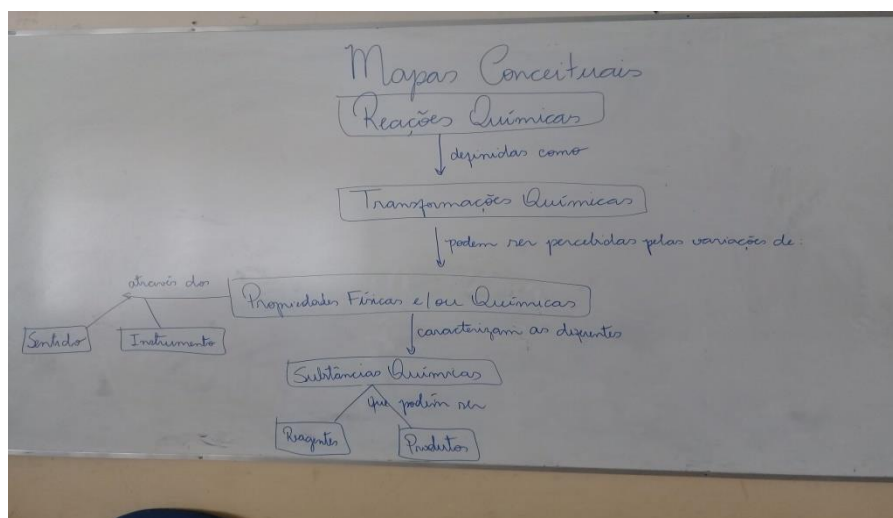 Mapas Conceituais
Reações Químicas
definidas como
Transformações Químicas
podem ser percebidas pelas variações de:
através dos
Propriedades Físicas e/ou Químicas
Sentido
Instrumento
caracterizam as diferentes
Substâncias Químicas
que podem ser
Reagentes
Produtos